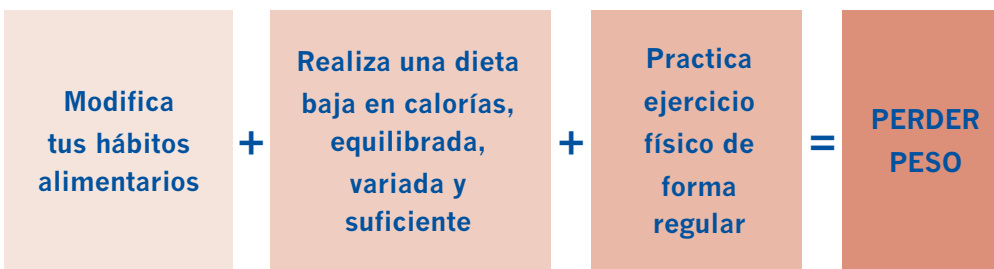 Modifica
tus hábitos
alimentarios
+
Realiza una dieta
baja en calorías,
equilibrada,
variada y
suficiente
+
Practica
ejercicio
físico de
forma
regular
=
PERDER
PESO